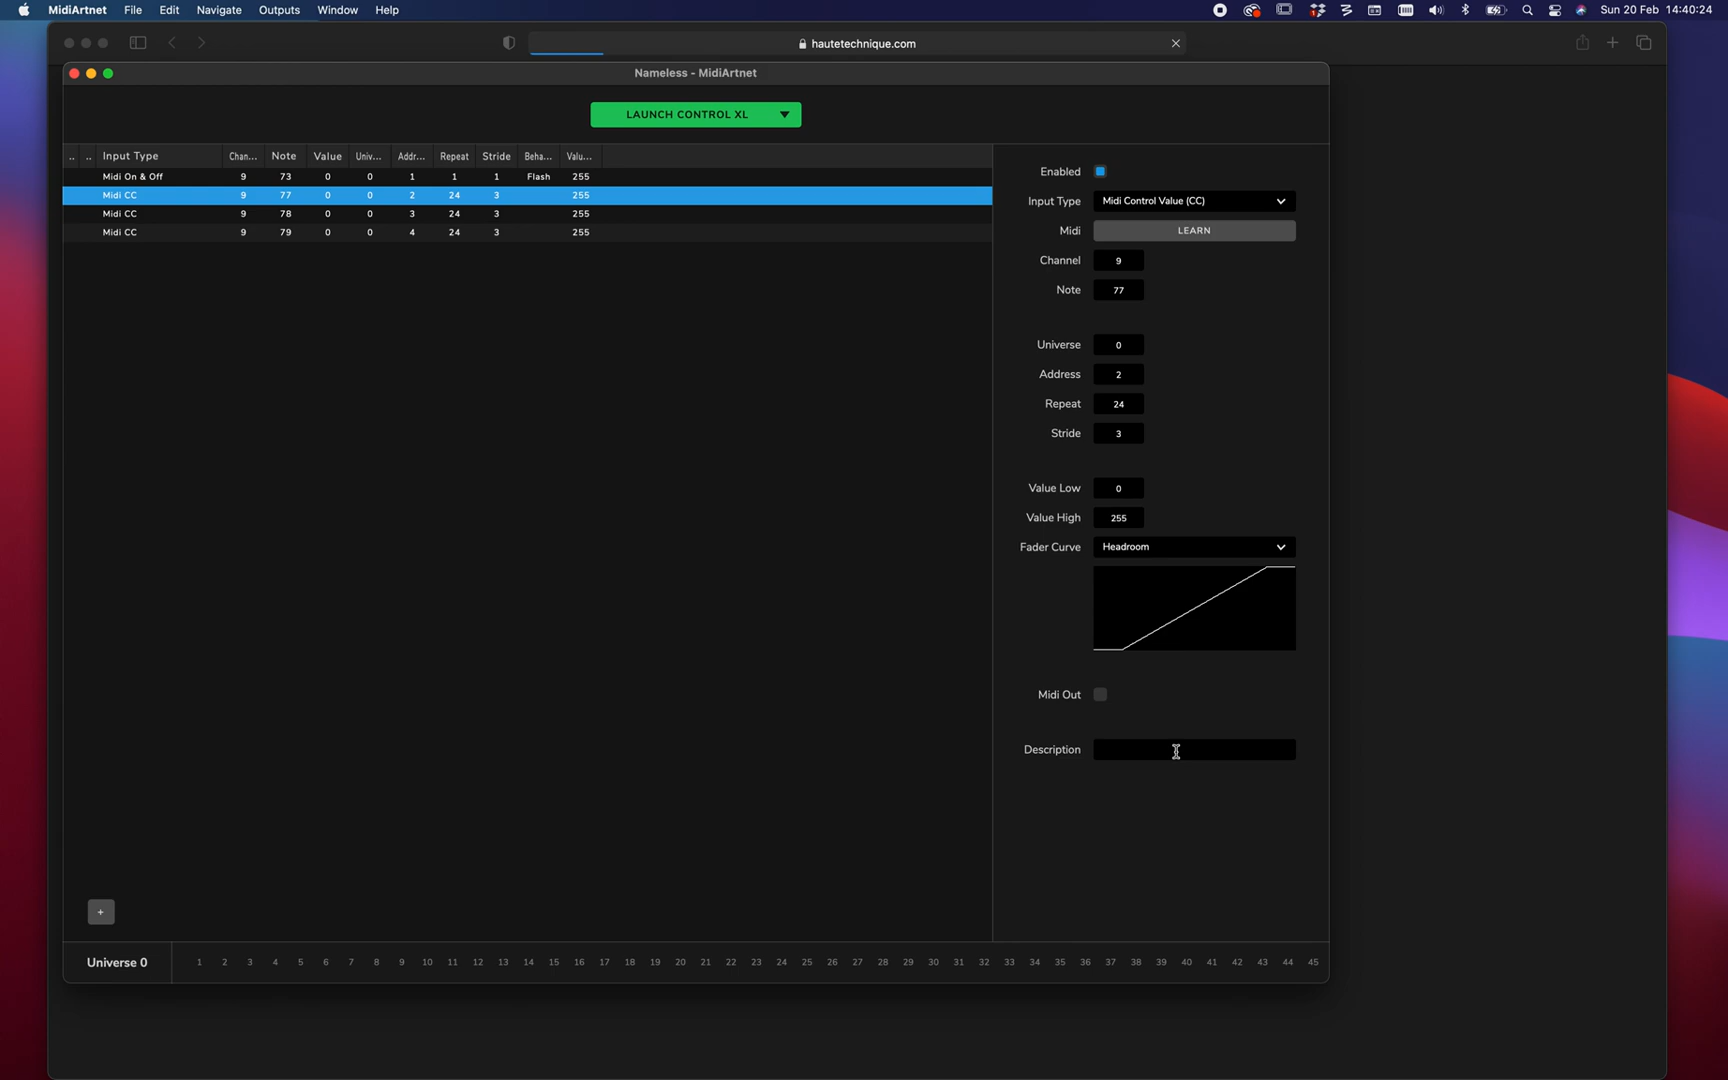 MidiArtnet File Edit Navigate Outputs Window Help Sun 20 Feb 14:40:24
hautetechnique.com
Nameless - MidiArtnet
LAUNCH CONTROL XL
.. .. Input Type Chan... Note Value Univ... Addr... Repeat Stride Beha... Valu...
Midi On & Off 9 73 0 0 1 1 1 Flash 255
Midi CC 9 77 0 0 2 24 3 255
Midi CC 9 78 0 0 3 24 3 255
Midi CC 9 79 0 0 4 24 3 255
Enabled
Input Type Midi Control Value (CC)
Midi LEARN
Channel 9
Note 77
Universe 0
Address 2
Repeat 24
Stride 3
Value Low 0
Value High 255
Fader Curve Headroom
Midi Out
Description
+
Universe 0 1 2 3 4 5 6 7 8 9 10 11 12 13 14 15 16 17 18 19 20 21 22 23 24 25 26 27 28 29 30 31 32 33 34 35 36 37 38 39 40 41 42 43 44 45